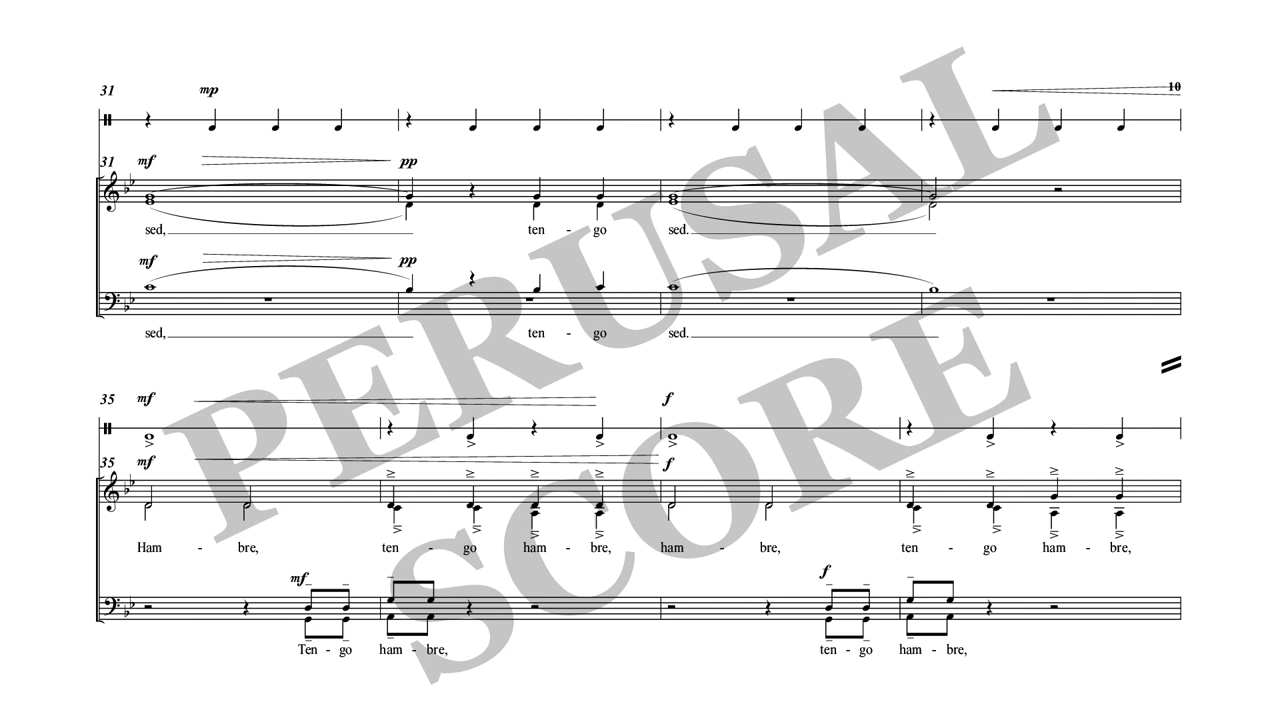 31 mp
10
31 mf pp
sed, ten - go sed.
mf pp
sed, ten - go sed.
35 mf f
35 mf f
Ham - bre, ten - go ham - bre, ham - bre, ten - go ham - bre,
mf f
Ten - go ham - bre, ten - go ham - bre,
PERUSAL
SCORE